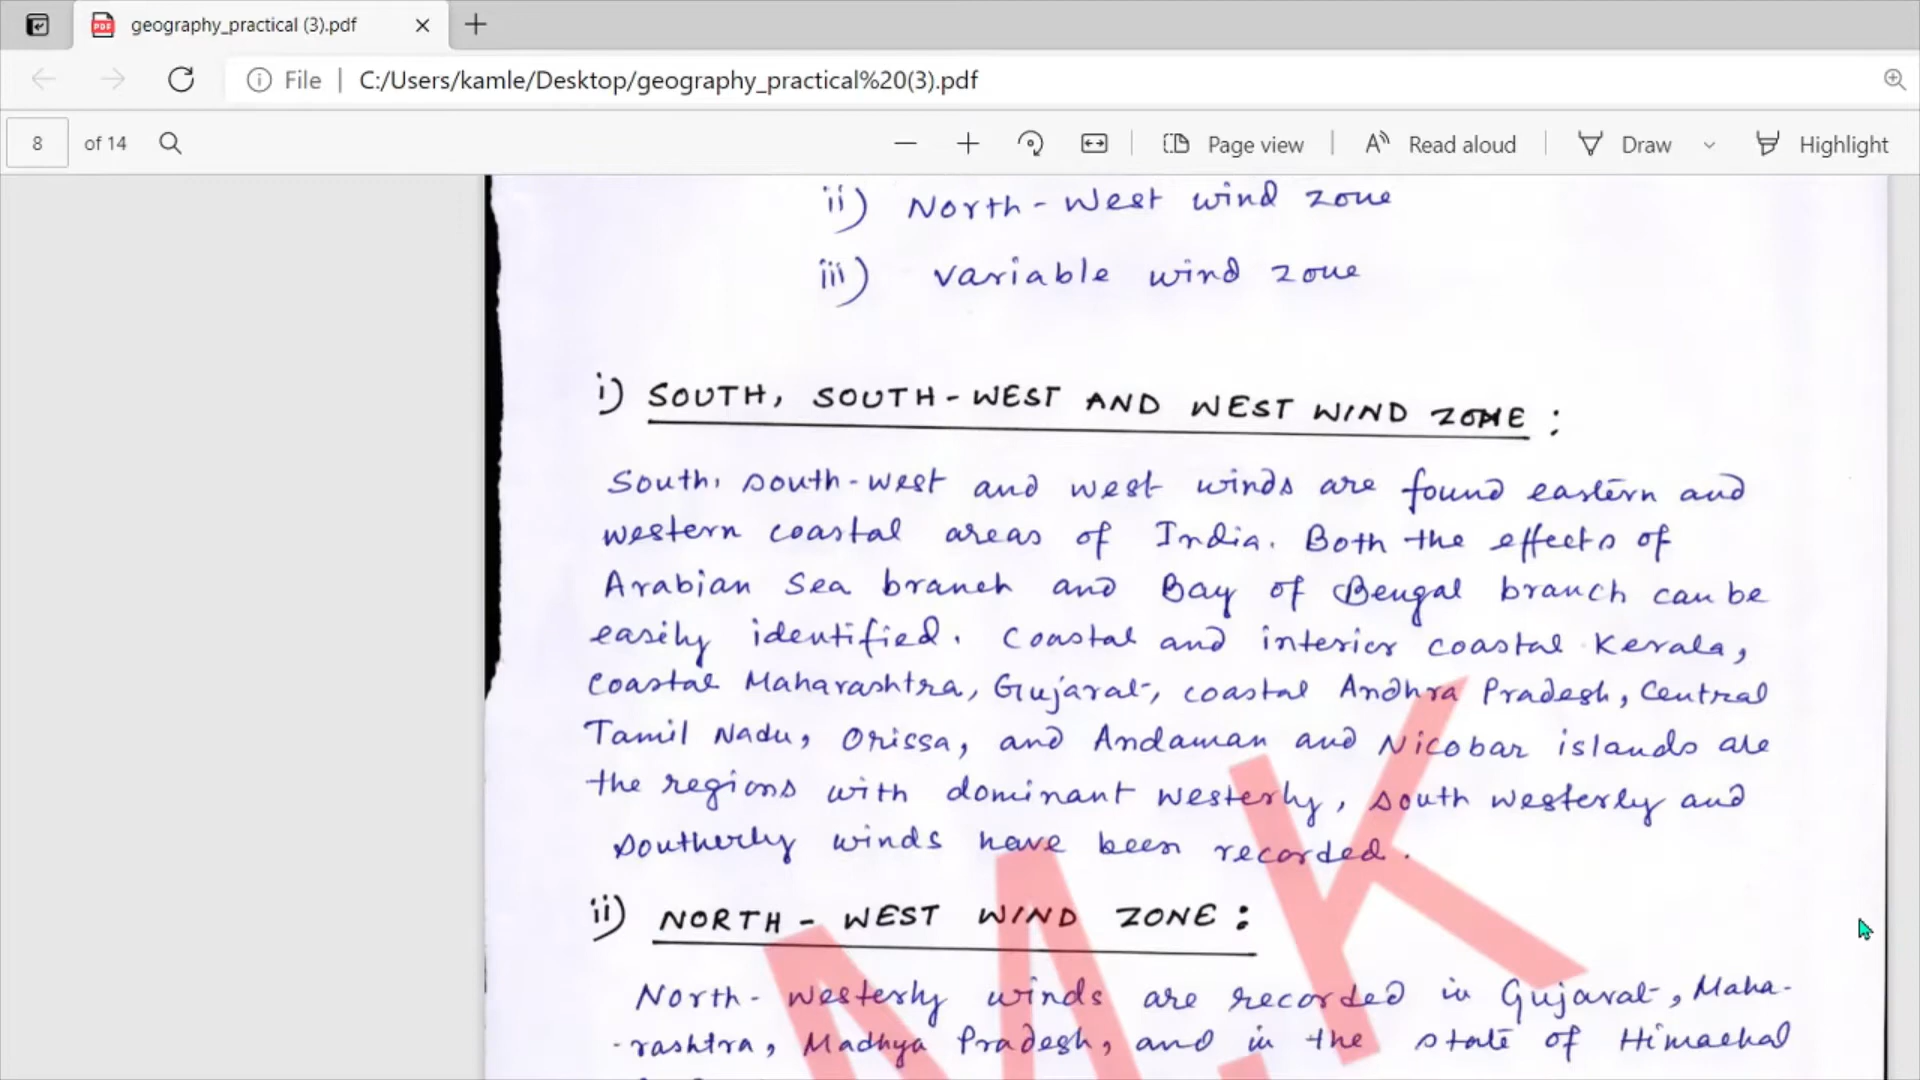 geography_practical (3).pdf
File | C:/Users/kamle/Desktop/geography_practical%20(3).pdf
8 of 14 Page view Read aloud Draw Highlight
ii) North - West wind zone
iii) variable wind zone
i) SOUTH, SOUTH - WEST AND WEST WIND ZONE :
South, south - west and west winds are found eastern and
western coastal areas of India. Both the effects of
Arabian Sea branch and Bay of Bengal branch can be
easily identified. Coastal and interior coastal Kerala,
coastal Maharashtra, Gujarat, coastal Andhra Pradesh, Central
Tamil Nadu, Orissa, and Andaman and Nicobar islands are
the regions with dominant westerly, south westerly and
southerly winds have been recorded.
ii) NORTH - WEST WIND ZONE :
North - westerly winds are recorded in Gujarat, Maha-
-rashtra, Madhya Pradesh, and in the state of Himachal
M.K